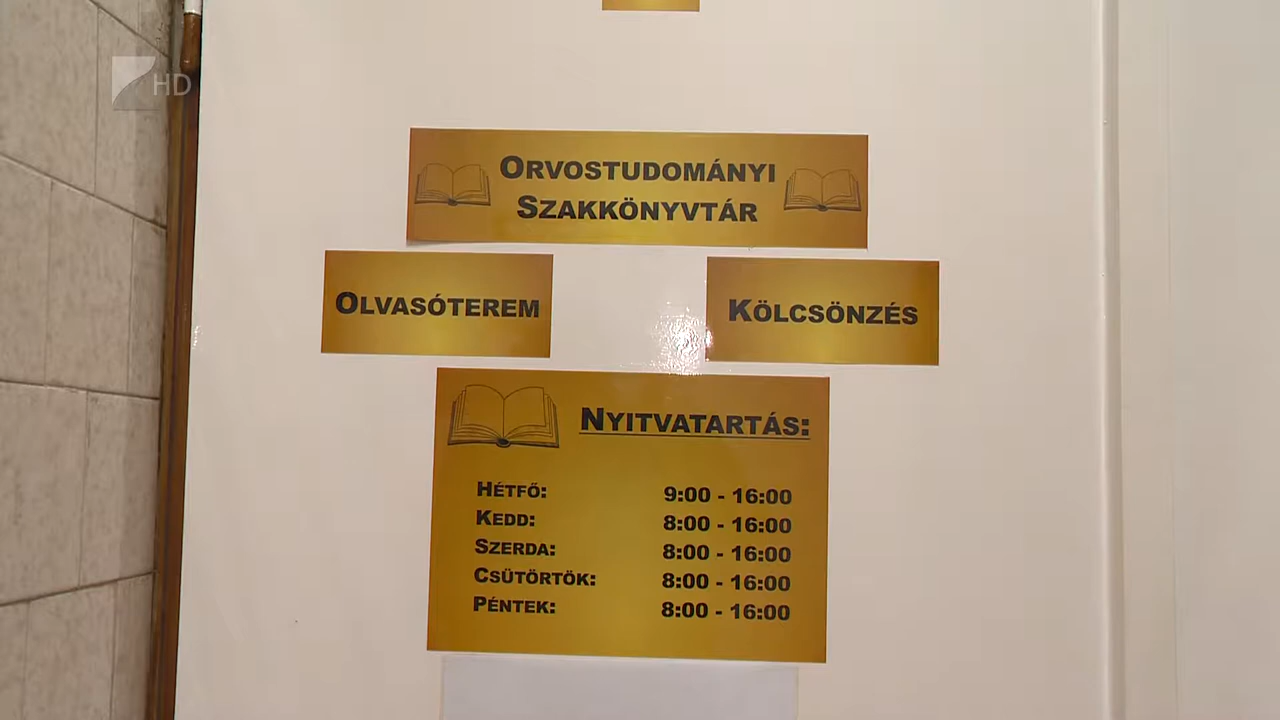 HD
ORVOSTUDOMÁNYI
SZAKKÖNYVTÁR
OLVASÓTEREM
KÖLCSÖNZÉS
NYITVATARTÁS:
HÉTFŐ: 9:00 - 16:00
KEDD: 8:00 - 16:00
SZERDA: 8:00 - 16:00
CSÜTÖRTÖK: 8:00 - 16:00
PÉNTEK: 8:00 - 16:00